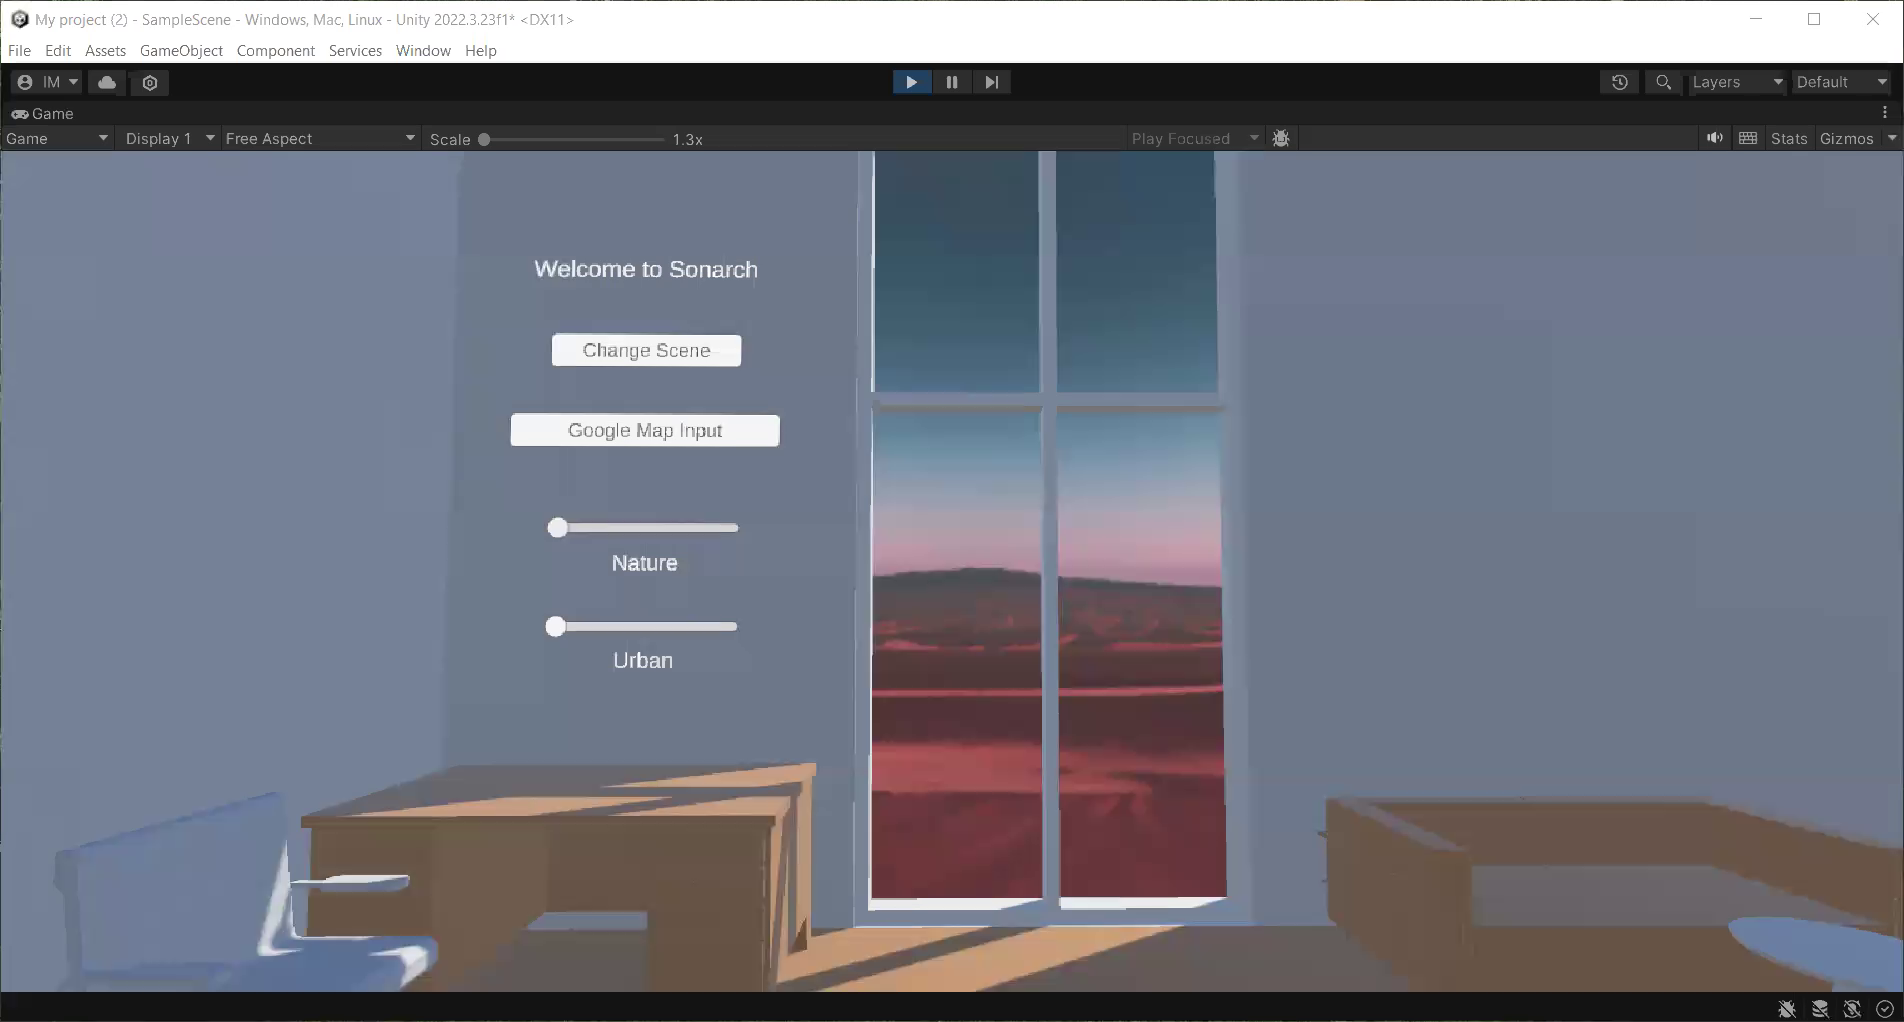 My project (2) - SampleScene - Windows, Mac, Linux - Unity 2022.3.23f1* <DX11>
File Edit Assets GameObject Component Services Window Help
IM Layers Default
Game
Game Display 1 Free Aspect Scale 1.3x Play Focused Stats Gizmos
Welcome to Sonarch
Change Scene
Google Map Input
Nature
Urban